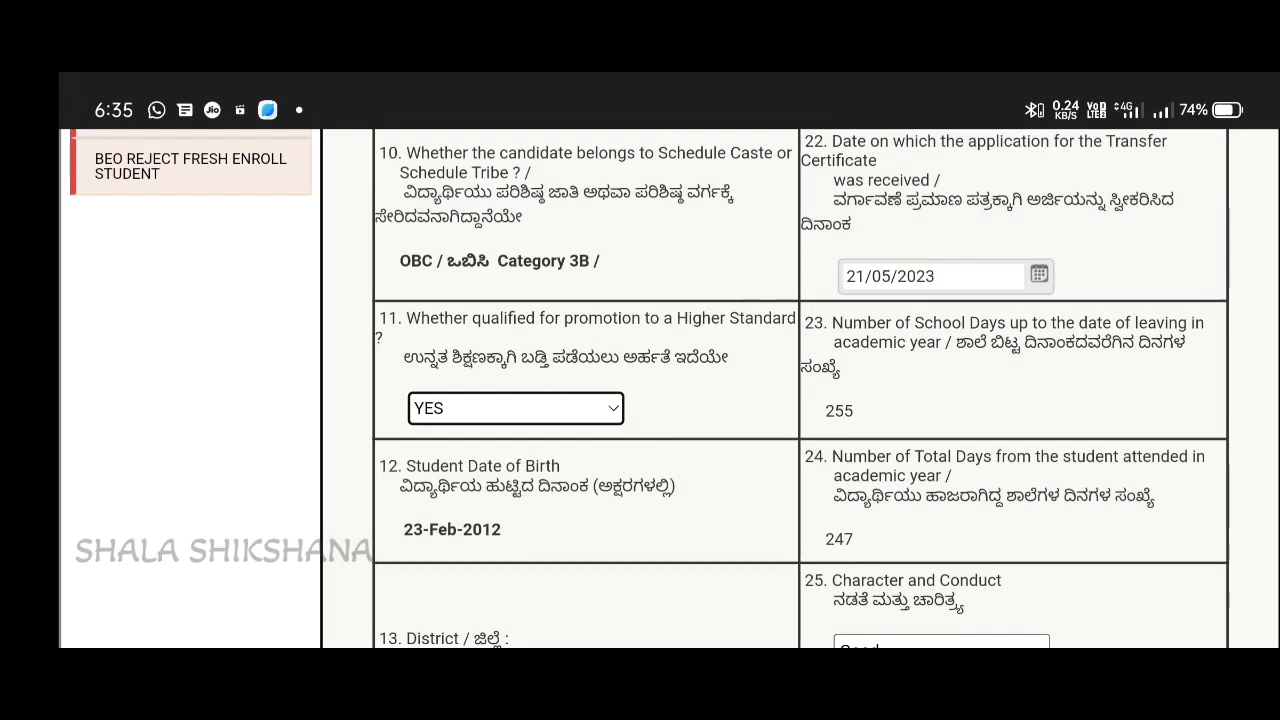 6:35
Jio
0.24
KB/S
Vo
LTE2
4G
74%
BEO REJECT FRESH ENROLL
STUDENT
10. Whether the candidate belongs to Schedule Caste or
Schedule Tribe ? /
ವಿದ್ಯಾರ್ಥಿಯು ಪರಿಶಿಷ್ಠ ಜಾತಿ ಅಥವಾ ಪರಿಶಿಷ್ಠ ವರ್ಗಕ್ಕೆ
ಸೇರಿದವನಾಗಿದ್ದಾನೆಯೇ
OBC / ಒಬಿಸಿ Category 3B /
11. Whether qualified for promotion to a Higher Standard
?
ಉನ್ನತ ಶಿಕ್ಷಣಕ್ಕಾಗಿ ಬಡ್ತಿ ಪಡೆಯಲು ಅರ್ಹತೆ ಇದೆಯೇ
YES
12. Student Date of Birth
ವಿದ್ಯಾರ್ಥಿಯ ಹುಟ್ಟಿದ ದಿನಾಂಕ (ಅಕ್ಷರಗಳಲ್ಲಿ)
23-Feb-2012
13. District / ಜಿಲ್ಲೆ :
22. Date on which the application for the Transfer
Certificate
was received /
ವರ್ಗಾವಣೆ ಪ್ರಮಾಣ ಪತ್ರಕ್ಕಾಗಿ ಅರ್ಜಿಯನ್ನು ಸ್ವೀಕರಿಸಿದ
ದಿನಾಂಕ
21/05/2023
23. Number of School Days up to the date of leaving in
academic year / ಶಾಲೆ ಬಿಟ್ಟ ದಿನಾಂಕದವರೆಗಿನ ದಿನಗಳ
ಸಂಖ್ಯೆ
255
24. Number of Total Days from the student attended in
academic year /
ವಿದ್ಯಾರ್ಥಿಯು ಹಾಜರಾಗಿದ್ದ ಶಾಲೆಗಳ ದಿನಗಳ ಸಂಖ್ಯೆ
247
25. Character and Conduct
ನಡತೆ ಮತ್ತು ಚಾರಿತ್ರ್ಯ
SHALA SHIKSHANA